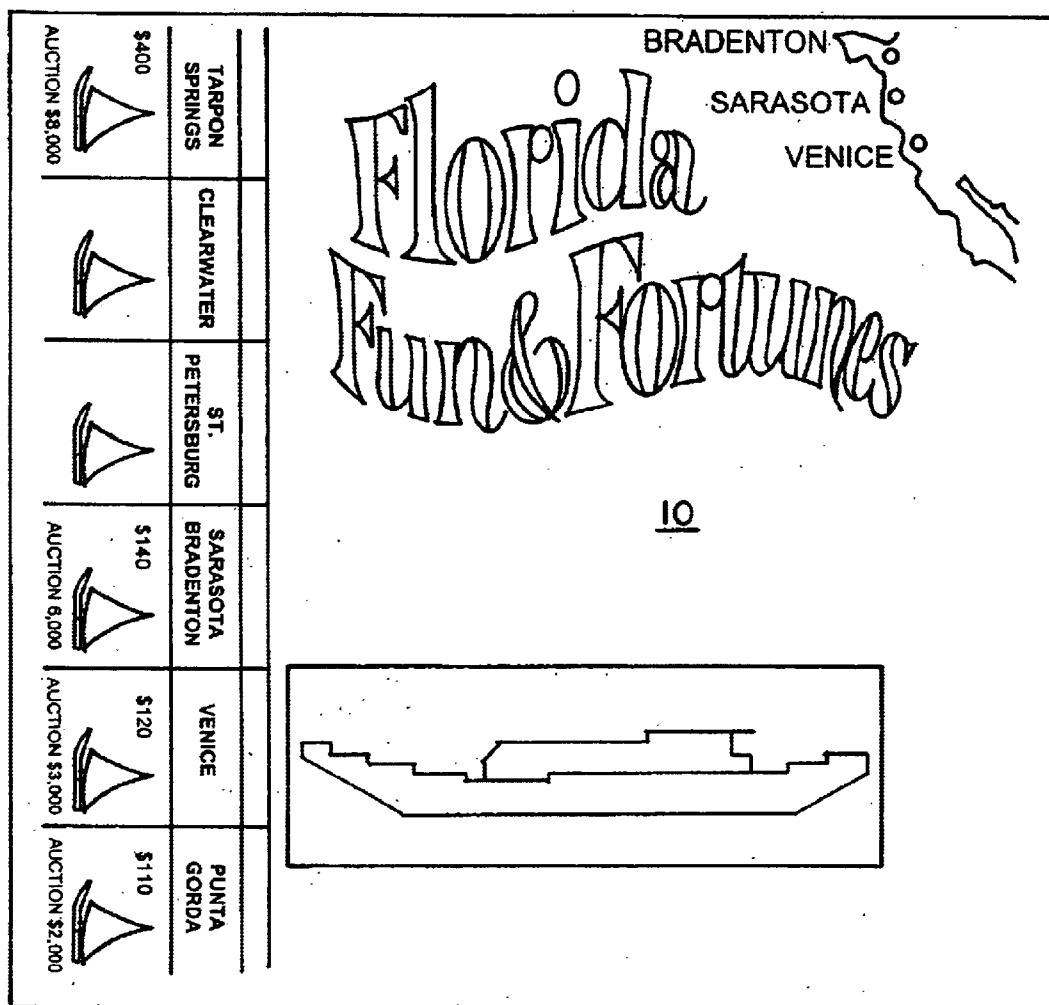 BRADENTON
SARASOTA
VENICE
Florida
Fun & Fortunes
10
TARPON
SPRINGS
$400
AUCTION $8,000
CLEARWATER
ST.
PETERSBURG
SARASOTA
BRADENTON
$140
AUCTION 6,000
VENICE
$120
AUCTION $3,000
PUNTA
GORDA
$110
AUCTION $2,000